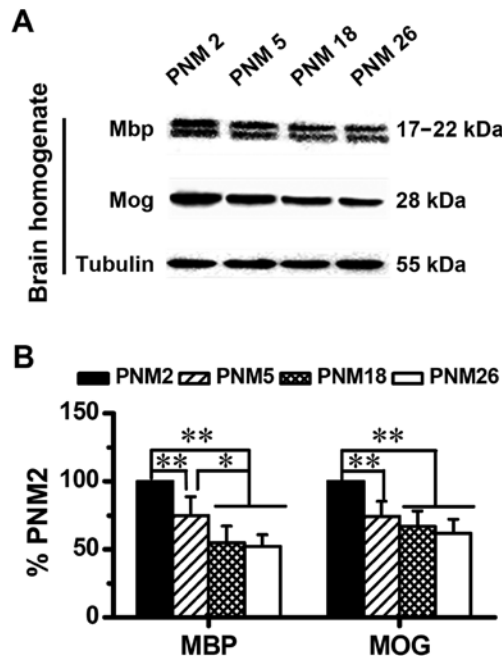 A
PNM 2 PNM 5 PNM 18 PNM 26
Brain homogenate
Mbp 17–22 kDa
Mog 28 kDa
Tubulin 55 kDa
B
PNM2 PNM5 PNM18 PNM26
% PNM2
150
100
50
0
** ** *
** **
MBP MOG